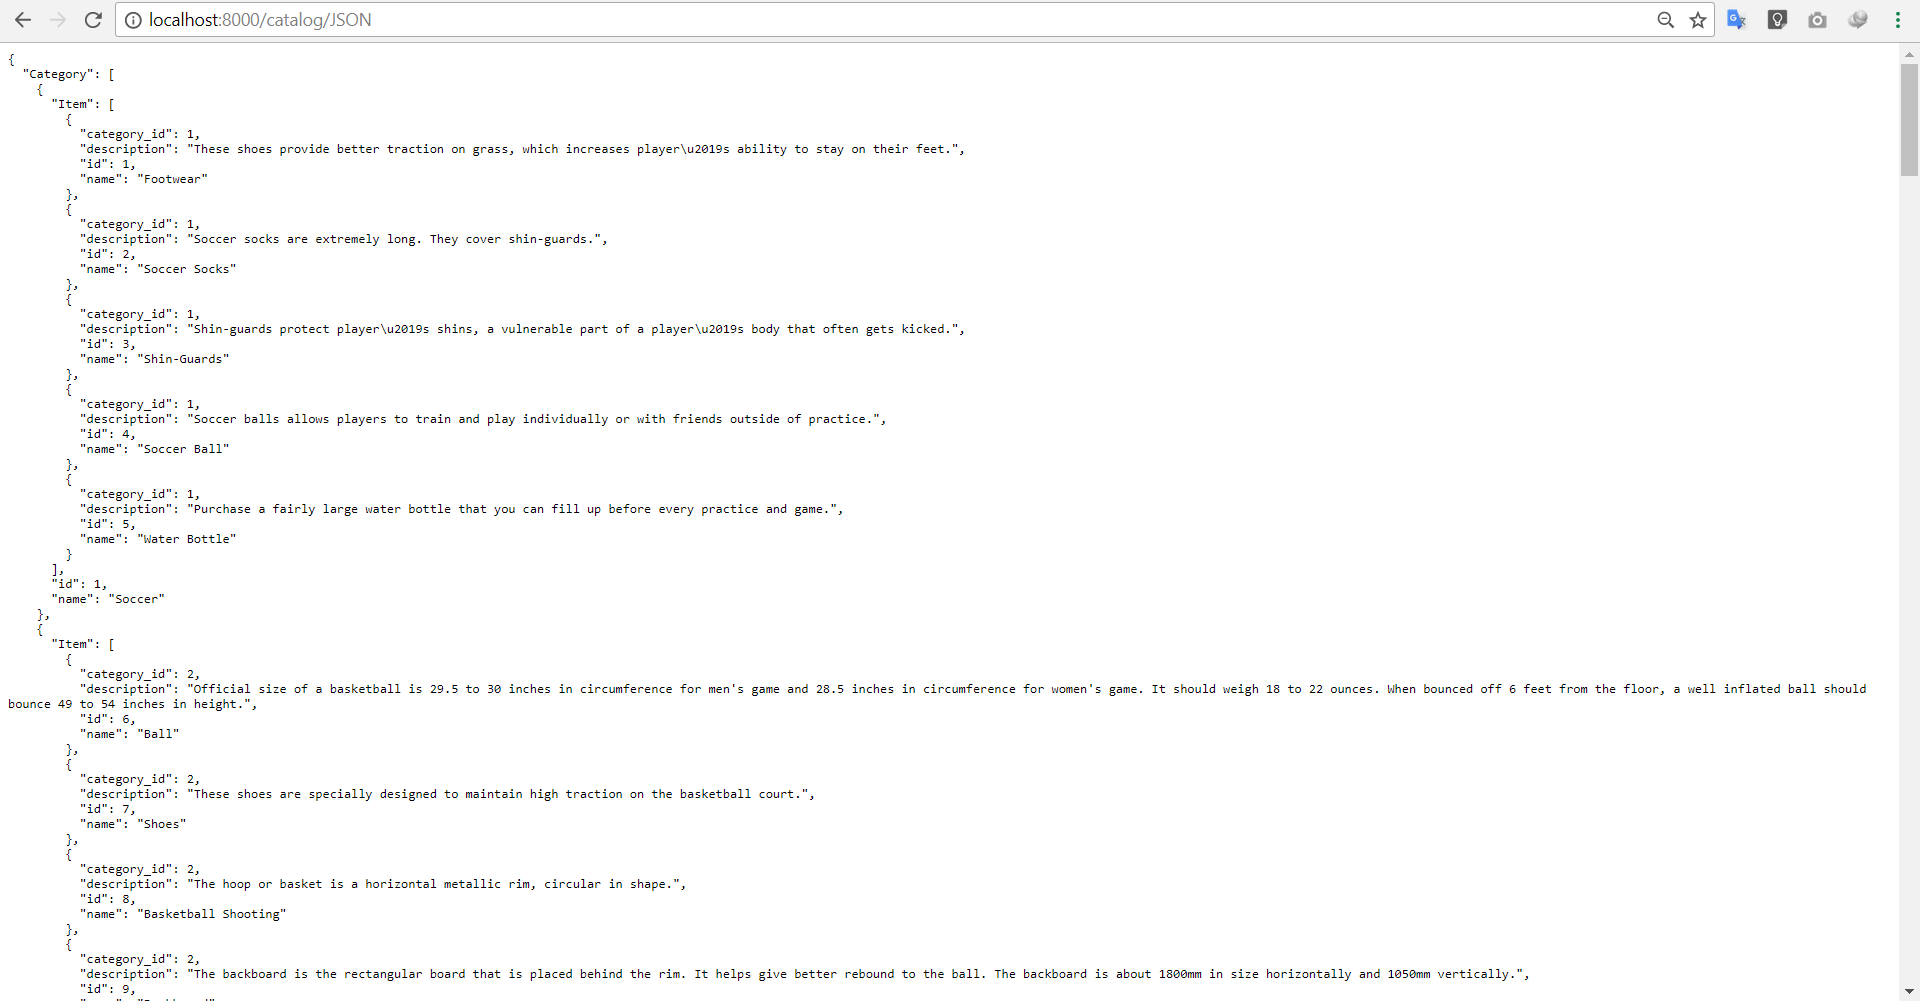 localhost:8000/catalog/JSON
{
  "Category": [
    {
      "Item": [
        {
          "category_id": 1,
          "description": "These shoes provide better traction on grass, which increases player\u2019s ability to stay on their feet.",
          "id": 1,
          "name": "Footwear"
        },
        {
          "category_id": 1,
          "description": "Soccer socks are extremely long. They cover shin-guards.",
          "id": 2,
          "name": "Soccer Socks"
        },
        {
          "category_id": 1,
          "description": "Shin-guards protect player\u2019s shins, a vulnerable part of a player\u2019s body that often gets kicked.",
          "id": 3,
          "name": "Shin-Guards"
        },
        {
          "category_id": 1,
          "description": "Soccer balls allows players to train and play individually or with friends outside of practice.",
          "id": 4,
          "name": "Soccer Ball"
        },
        {
          "category_id": 1,
          "description": "Purchase a fairly large water bottle that you can fill up before every practice and game.",
          "id": 5,
          "name": "Water Bottle"
        }
      ],
      "id": 1,
      "name": "Soccer"
    },
    {
      "Item": [
        {
          "category_id": 2,
          "description": "Official size of a basketball is 29.5 to 30 inches in circumference for men's game and 28.5 inches in circumference for women's game. It should weigh 18 to 22 ounces. When bounced off 6 feet from the floor, a well inflated ball should
bounce 49 to 54 inches in height.",
          "id": 6,
          "name": "Ball"
        },
        {
          "category_id": 2,
          "description": "These shoes are specially designed to maintain high traction on the basketball court.",
          "id": 7,
          "name": "Shoes"
        },
        {
          "category_id": 2,
          "description": "The hoop or basket is a horizontal metallic rim, circular in shape.",
          "id": 8,
          "name": "Basketball Shooting"
        },
        {
          "category_id": 2,
          "description": "The backboard is the rectangular board that is placed behind the rim. It helps give better rebound to the ball. The backboard is about 1800mm in size horizontally and 1050mm vertically.",
          "id": 9,